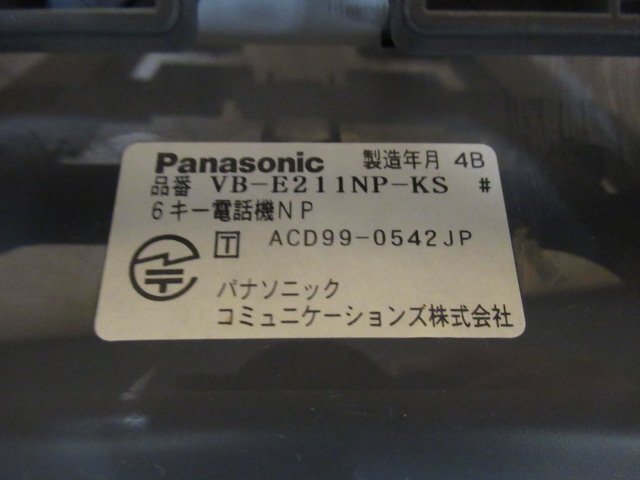 Panasonic 製造年月 4B
品番 VB-E211NP-KS #
6キー電話機NP
T ACD99-0542JP
パナソニック
コミュニケーションズ株式会社